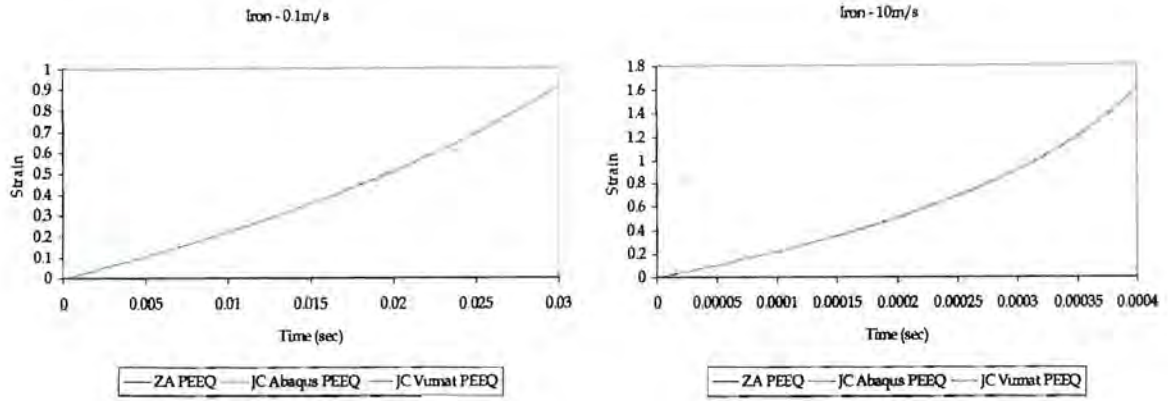 Iron - 0.1m/s
1
0.9
0.8
0.7
0.6
0.5
0.4
0.3
0.2
0.1
0
Strain
0 0.005 0.01 0.015 0.02 0.025 0.03
Time (sec)
ZA PEEQ JC Abaqus PEEQ JC Vumat PEEQ
Iron - 10m/s
1.8
1.6
1.4
1.2
1
0.8
0.6
0.4
0.2
0
Strain
0 0.00005 0.0001 0.00015 0.0002 0.00025 0.0003 0.00035 0.0004
Time (sec)
ZA PEEQ JC Abaqus PEEQ JC Vumat PEEQ